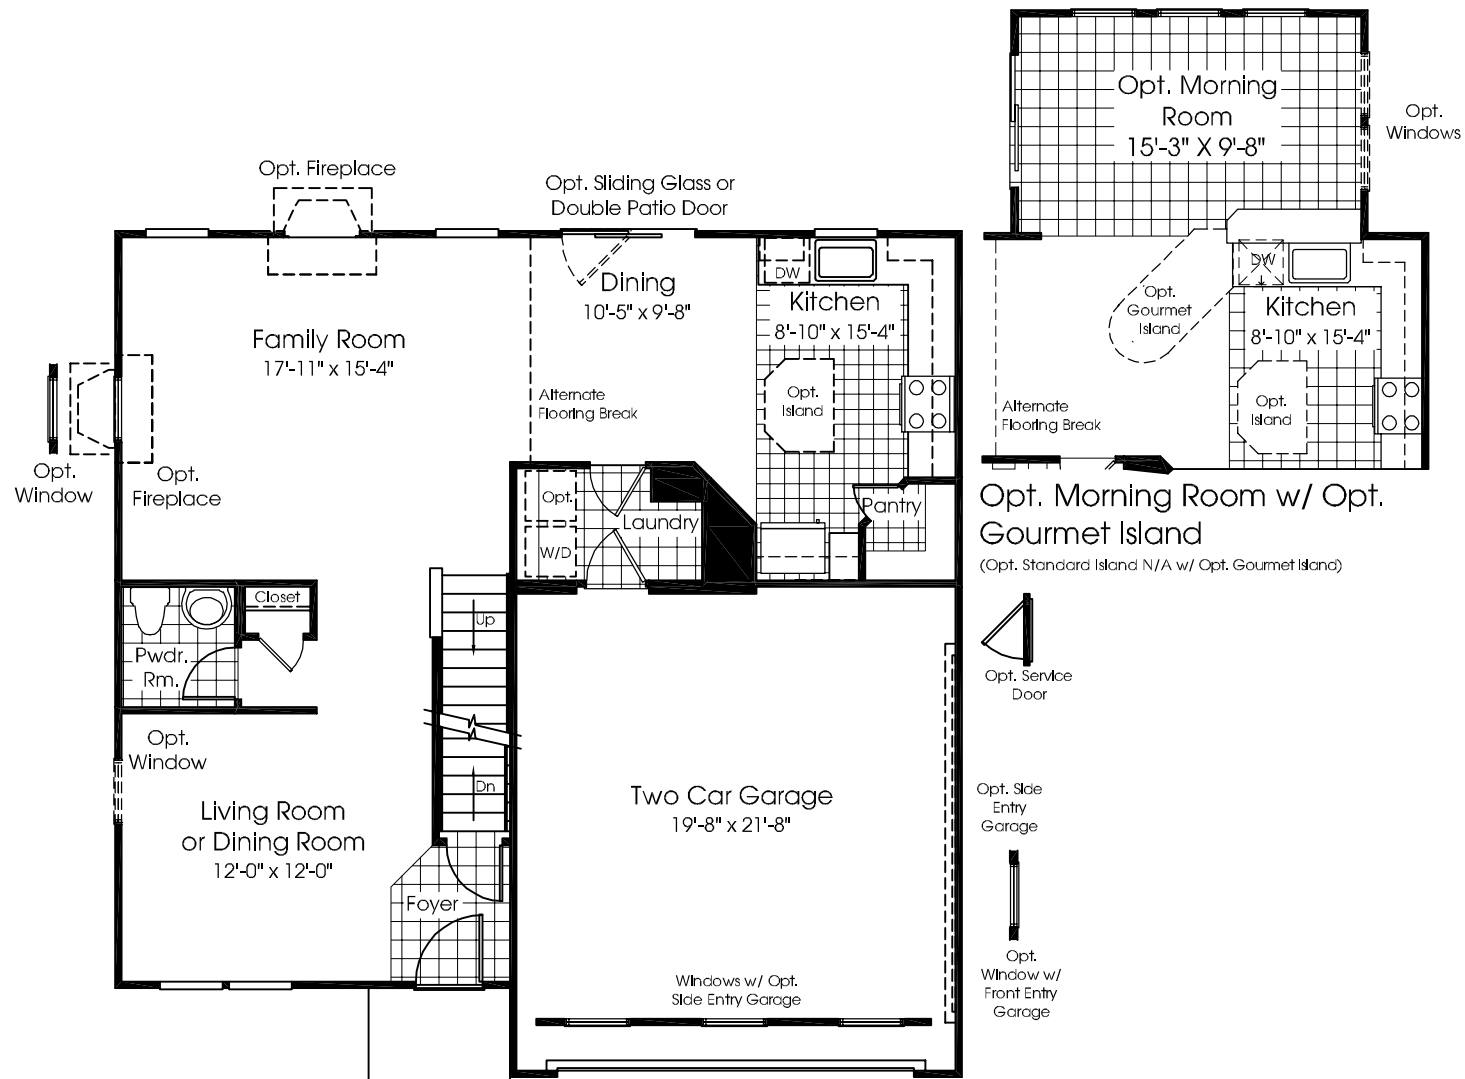 Opt. Fireplace
Opt. Sliding Glass or
Double Patio Door
Family Room
17'-11" x 15'-4"
Dining
10'-5" x 9'-8"
DW
Kitchen
8'-10" x 15'-4"
Opt.
Island
Alternate
Flooring Break
Opt.
Window
Opt.
Fireplace
Opt.
W/D
Laundry
Pantry
Closet
Pwdr.
Rm.
Up
Dn
Opt.
Window
Living Room
or Dining Room
12'-0" x 12'-0"
Foyer
Two Car Garage
19'-8" x 21'-8"
Windows w/ Opt.
Side Entry Garage
Opt. Morning
Room
15'-3" X 9'-8"
Opt.
Windows
DW
Opt.
Gourmet
Island
Kitchen
8'-10" x 15'-4"
Opt.
Island
Alternate
Flooring Break
Opt. Morning Room w/ Opt.
Gourmet Island
(Opt. Standard Island N/A w/ Opt. Gourmet Island)
Opt. Service
Door
Opt. Side
Entry
Garage
Opt.
Window w/
Front Entry
Garage